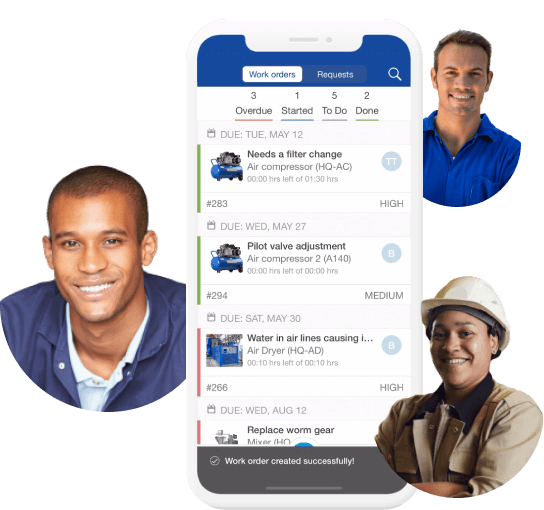 Work orders Requests
3 1 5 2
Overdue Started To Do Done
DUE: TUE, MAY 12
Needs a filter change
Air compressor (HQ-AC)
00:00 hrs left of 01:30 hrs
TT
#283 HIGH
DUE: WED, MAY 27
Pilot valve adjustment
Air compressor 2 (A140)
00:00 hrs left of 00:00 hrs
B
#294 MEDIUM
DUE: SAT, MAY 30
Water in air lines causing i...
Air Dryer (HQ-AD)
00:10 hrs left of 00:10 hrs
B
#266 HIGH
DUE: WED, AUG 12
Replace worm gear
Mixer (HQ
Work order created successfully!